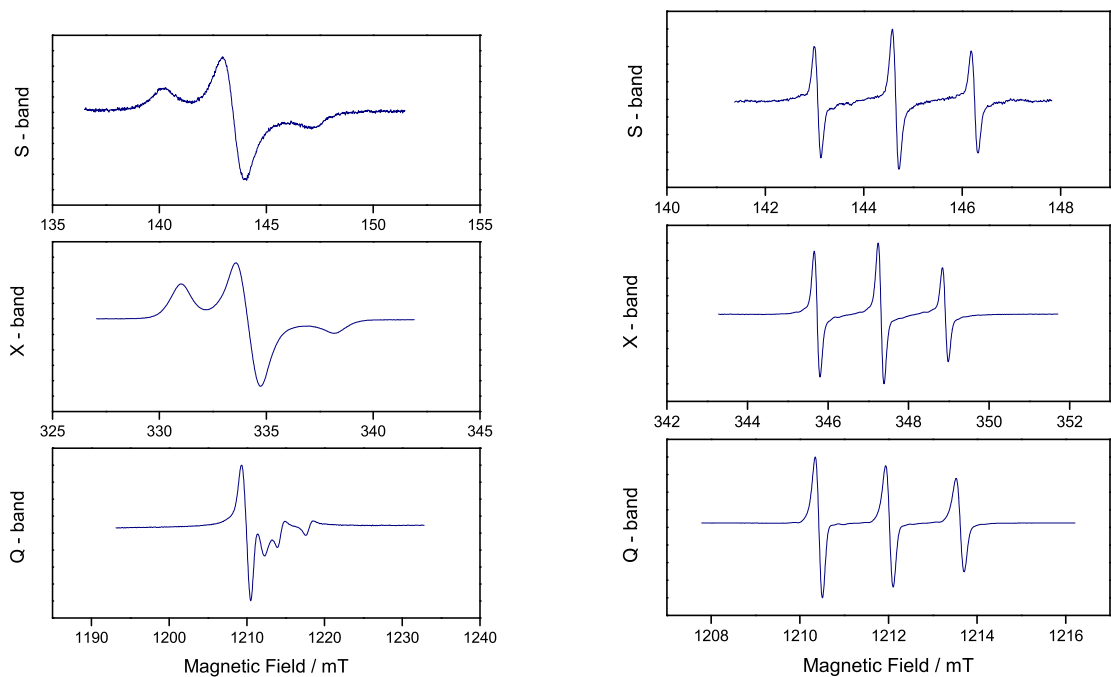 S - band
135 140 145 150 155
X - band
325 330 335 340 345
Q - band
1190 1200 1210 1220 1230 1240
Magnetic Field / mT
S - band
140 142 144 146 148
X - band
342 344 346 348 350 352
Q - band
1208 1210 1212 1214 1216
Magnetic Field / mT